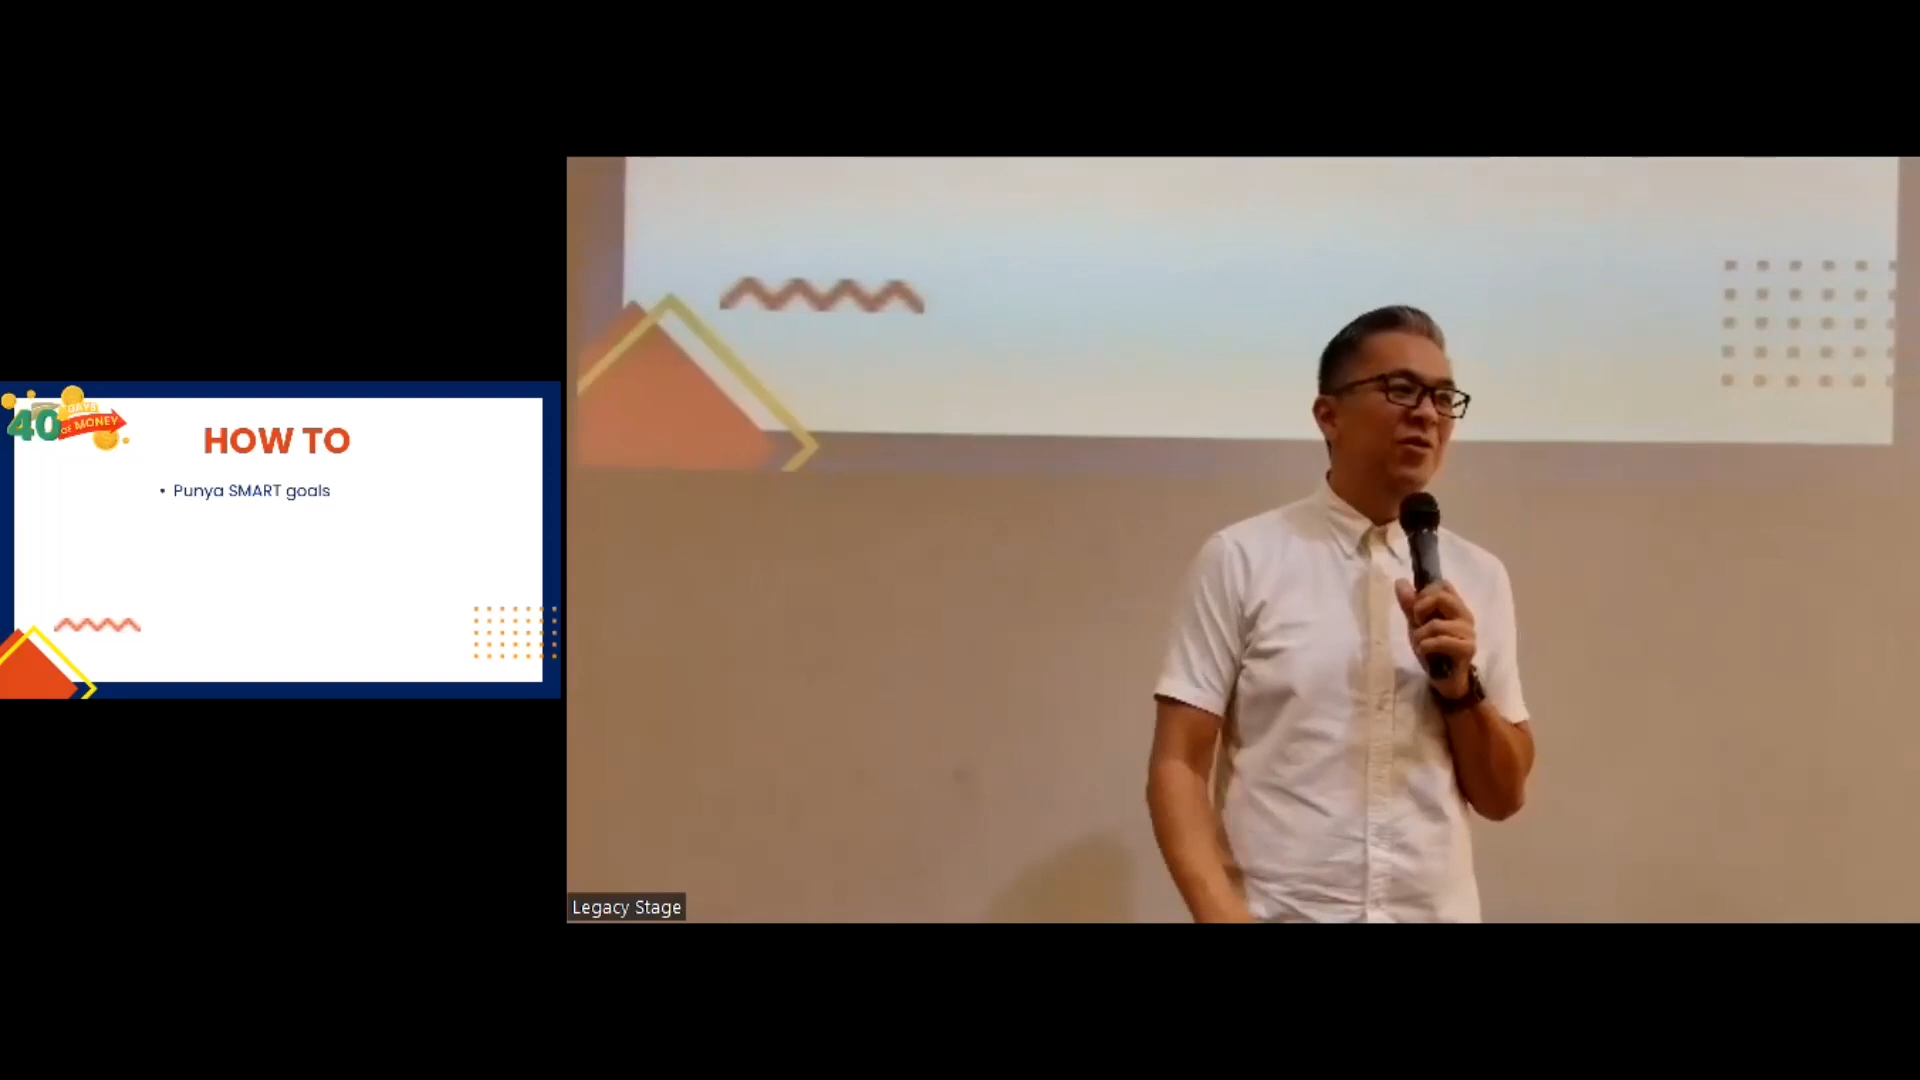 40 DAYS
OF MONEY
HOW TO
• Punya SMART goals
Legacy Stage